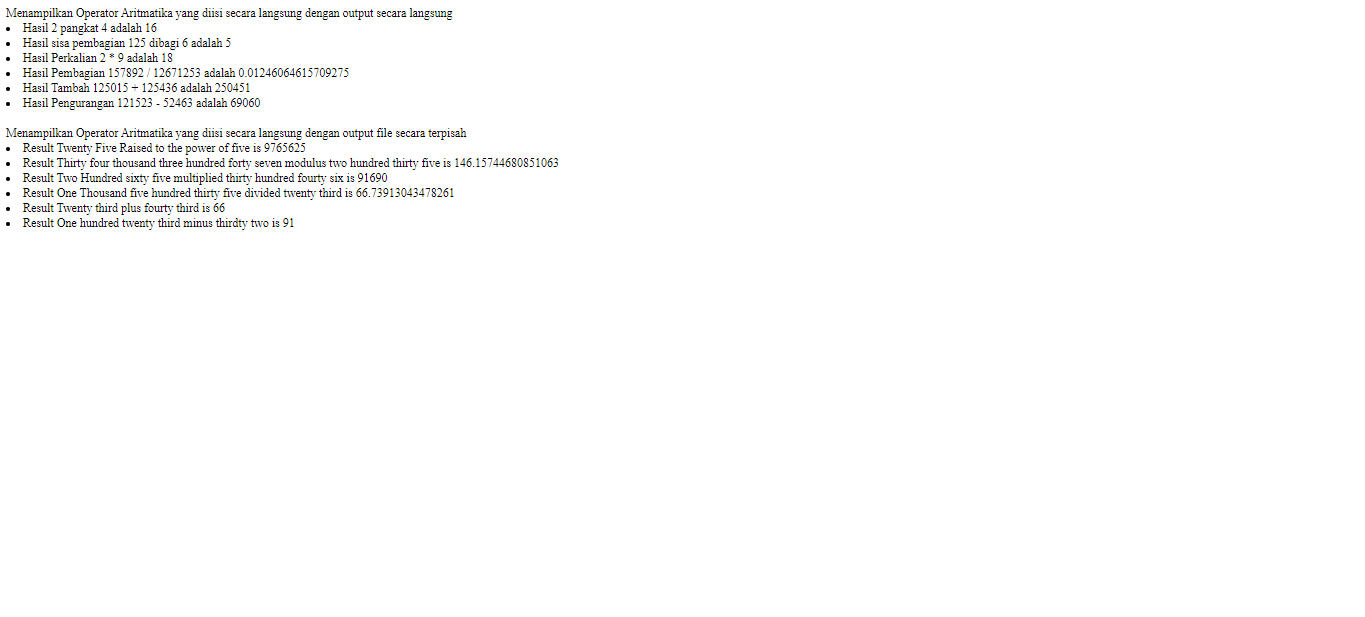 Menampilkan Operator Aritmatika yang diisi secara langsung dengan output secara langsung
• Hasil 2 pangkat 4 adalah 16
• Hasil sisa pembagian 125 dibagi 6 adalah 5
• Hasil Perkalian 2 * 9 adalah 18
• Hasil Pembagian 157892 / 12671253 adalah 0.01246064615709275
• Hasil Tambah 125015 + 125436 adalah 250451
• Hasil Pengurangan 121523 - 52463 adalah 69060
Menampilkan Operator Aritmatika yang diisi secara langsung dengan output file secara terpisah
• Result Twenty Five Raised to the power of five is 9765625
• Result Thirty four thousand three hundred forty seven modulus two hundred thirty five is 146.15744680851063
• Result Two Hundred sixty five multiplied thirty hundred fourty six is 91690
• Result One Thousand five hundred thirty five divided twenty third is 66.73913043478261
• Result Twenty third plus fourty third is 66
• Result One hundred twenty third minus thirdty two is 91